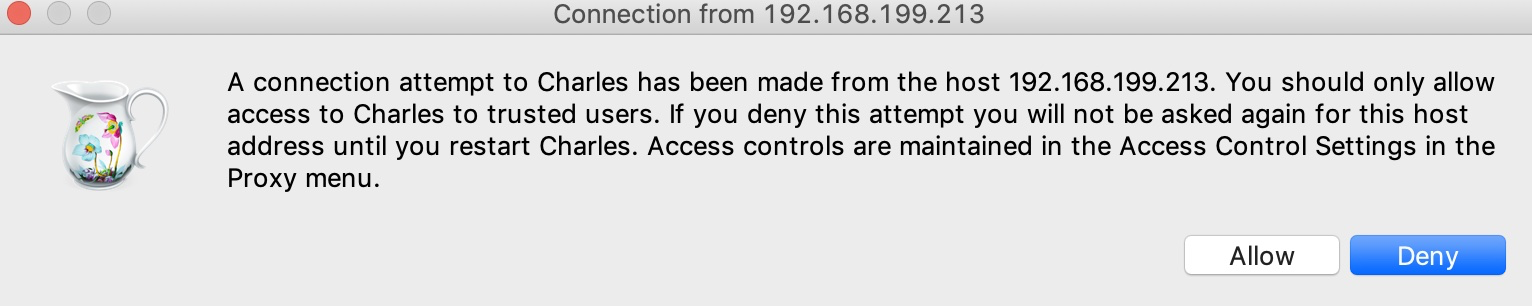 Connection from 192.168.199.213
A connection attempt to Charles has been made from the host 192.168.199.213. You should only allow
access to Charles to trusted users. If you deny this attempt you will not be asked again for this host
address until you restart Charles. Access controls are maintained in the Access Control Settings in the
Proxy menu.
Allow
Deny